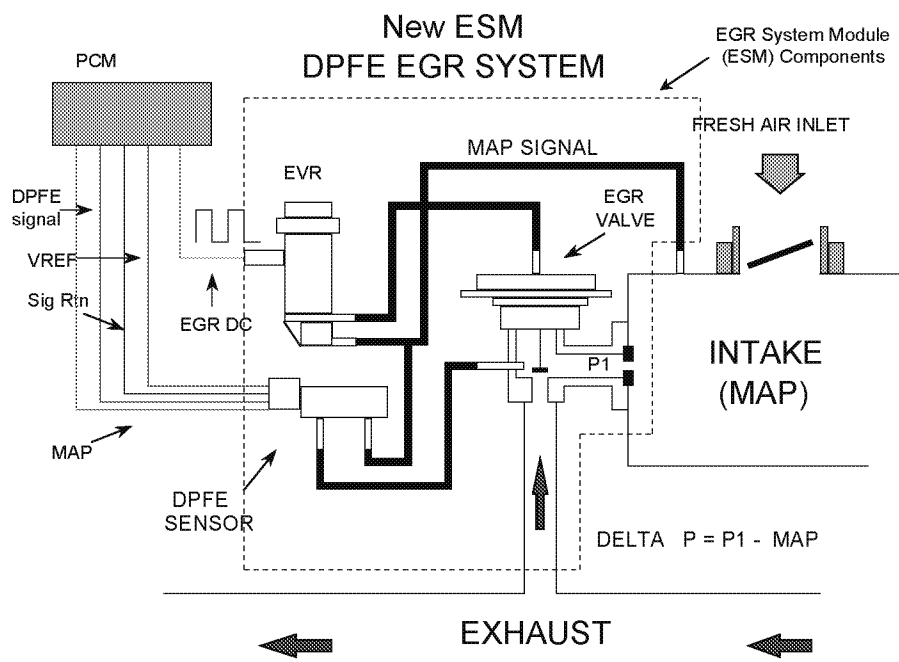 New ESM
DPFE EGR SYSTEM
EGR System Module
(ESM) Components
PCM
FRESH AIR INLET
MAP SIGNAL
EVR
EGR
VALVE
DPFE
signal
VREF
Sig Rtn
EGR DC
P1
INTAKE
(MAP)
MAP
DPFE
SENSOR
DELTA P = P1 - MAP
EXHAUST